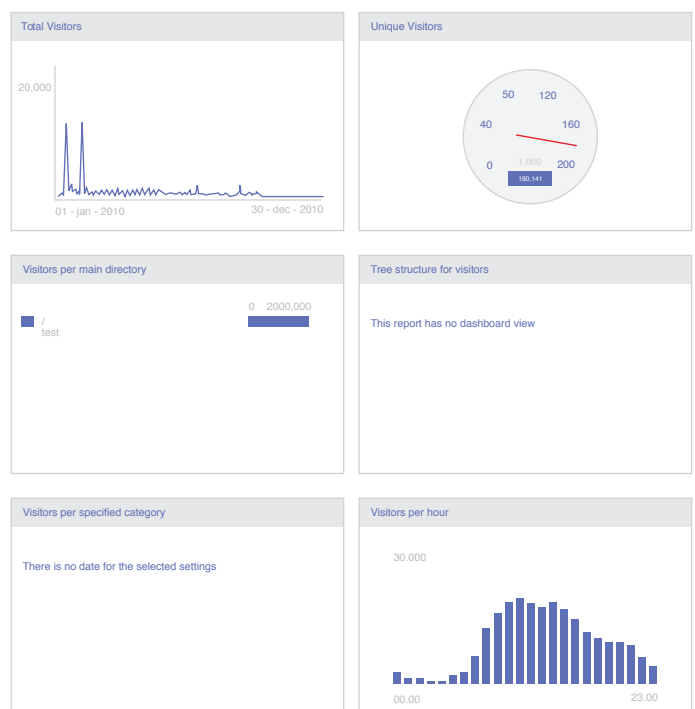 Total Visitors
20,000
01 - jan - 2010
30 - dec - 2010
Unique Visitors
50
120
40
160
0
1,000
200
180,141
Visitors per main directory
0 2000,000
/
test
Tree structure for visitors
This report has no dashboard view
Visitors per specified category
There is no date for the selected settings
Visitors per hour
30.000
00.00
23.00